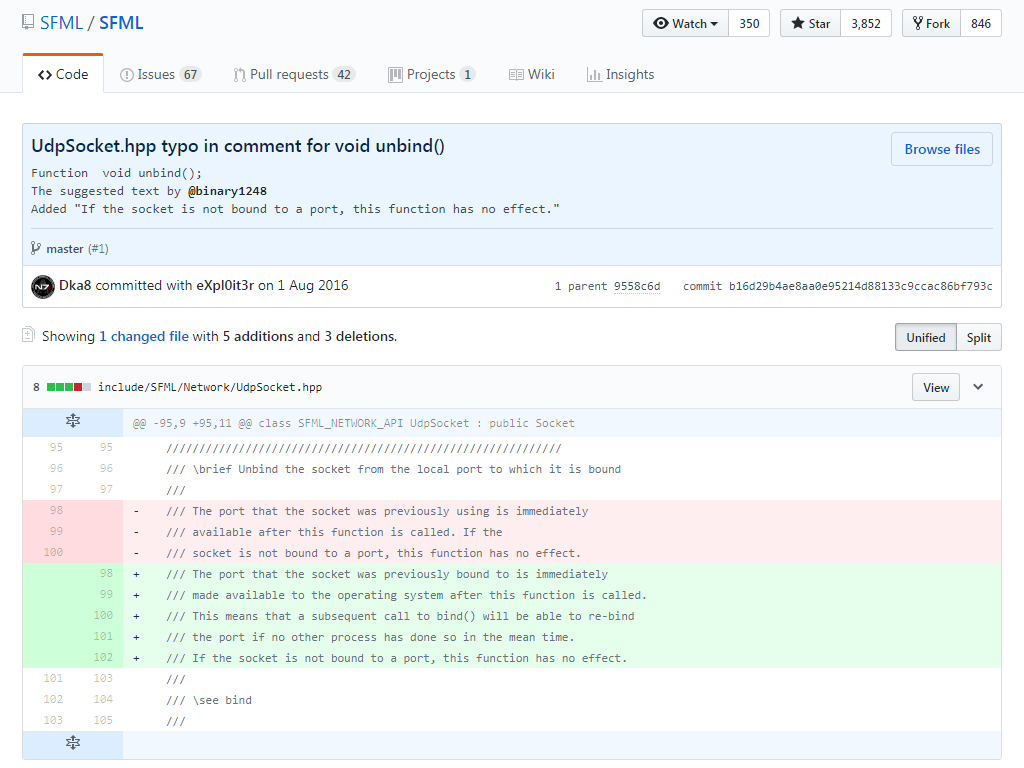 SFML / SFML
Watch 350 Star 3,852 Fork 846
Code Issues 67 Pull requests 42 Projects 1 Wiki Insights
UdpSocket.hpp typo in comment for void unbind()
Browse files
Function  void unbind();
The suggested text by @binary1248
Added "If the socket is not bound to a port, this function has no effect."
master (#1)
Dka8 committed with eXpl0it3r on 1 Aug 2016 1 parent 9558c6d commit b16d29b4ae8aa0e95214d88133c9ccac86bf793c
Showing 1 changed file with 5 additions and 3 deletions. Unified Split
8 include/SFML/Network/UdpSocket.hpp View
@@ -95,9 +95,11 @@ class SFML_NETWORK_API UdpSocket : public Socket
95 95 ////////////////////////////////////////////////////////////
96 96 /// \brief Unbind the socket from the local port to which it is bound
97 97 ///
98 - /// The port that the socket was previously using is immediately
99 - /// available after this function is called. If the
100 - /// socket is not bound to a port, this function has no effect.
98 + /// The port that the socket was previously bound to is immediately
99 + /// made available to the operating system after this function is called.
100 + /// This means that a subsequent call to bind() will be able to re-bind
101 + /// the port if no other process has done so in the mean time.
102 + /// If the socket is not bound to a port, this function has no effect.
101 103 ///
102 104 /// \see bind
103 105 ///